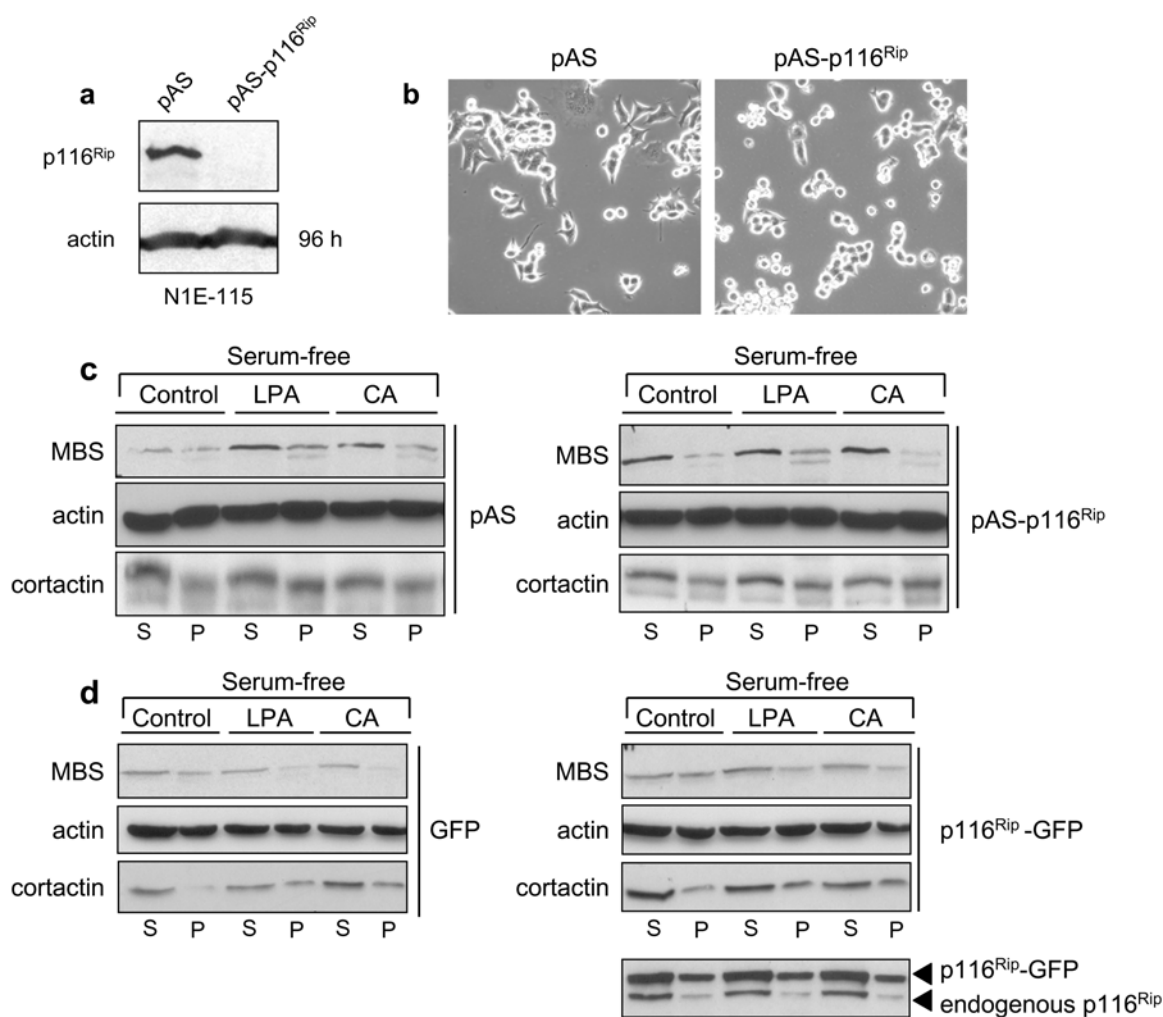 a
pAS
pAS-p116Rip
p116Rip
actin
96 h
N1E-115
b
pAS
pAS-p116Rip
c
Serum-free
Control LPA CA
MBS
actin
cortactin
S P S P S P
pAS
Serum-free
Control LPA CA
MBS
actin
cortactin
S P S P S P
pAS-p116Rip
d
Serum-free
Control LPA CA
MBS
actin
cortactin
S P S P S P
GFP
Serum-free
Control LPA CA
MBS
actin
cortactin
S P S P S P
p116Rip -GFP
p116Rip-GFP
endogenous p116Rip